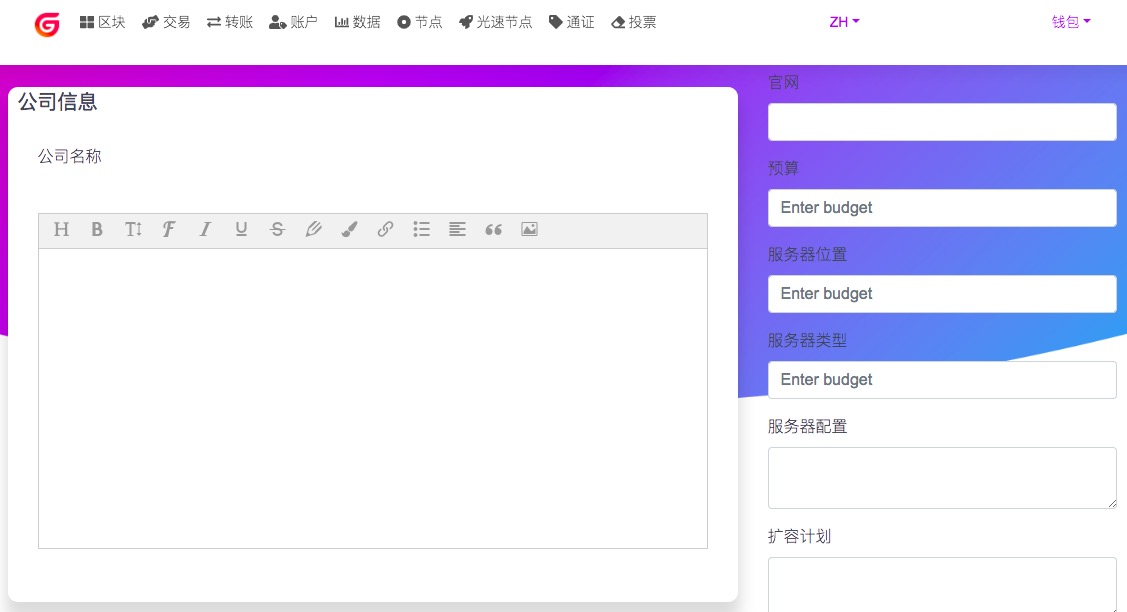 区块 交易 转账 账户 数据 节点 光速节点 通证 投票 ZH 钱包
公司信息
公司名称
官网
预算
Enter budget
服务器位置
Enter budget
服务器类型
Enter budget
服务器配置
扩容计划